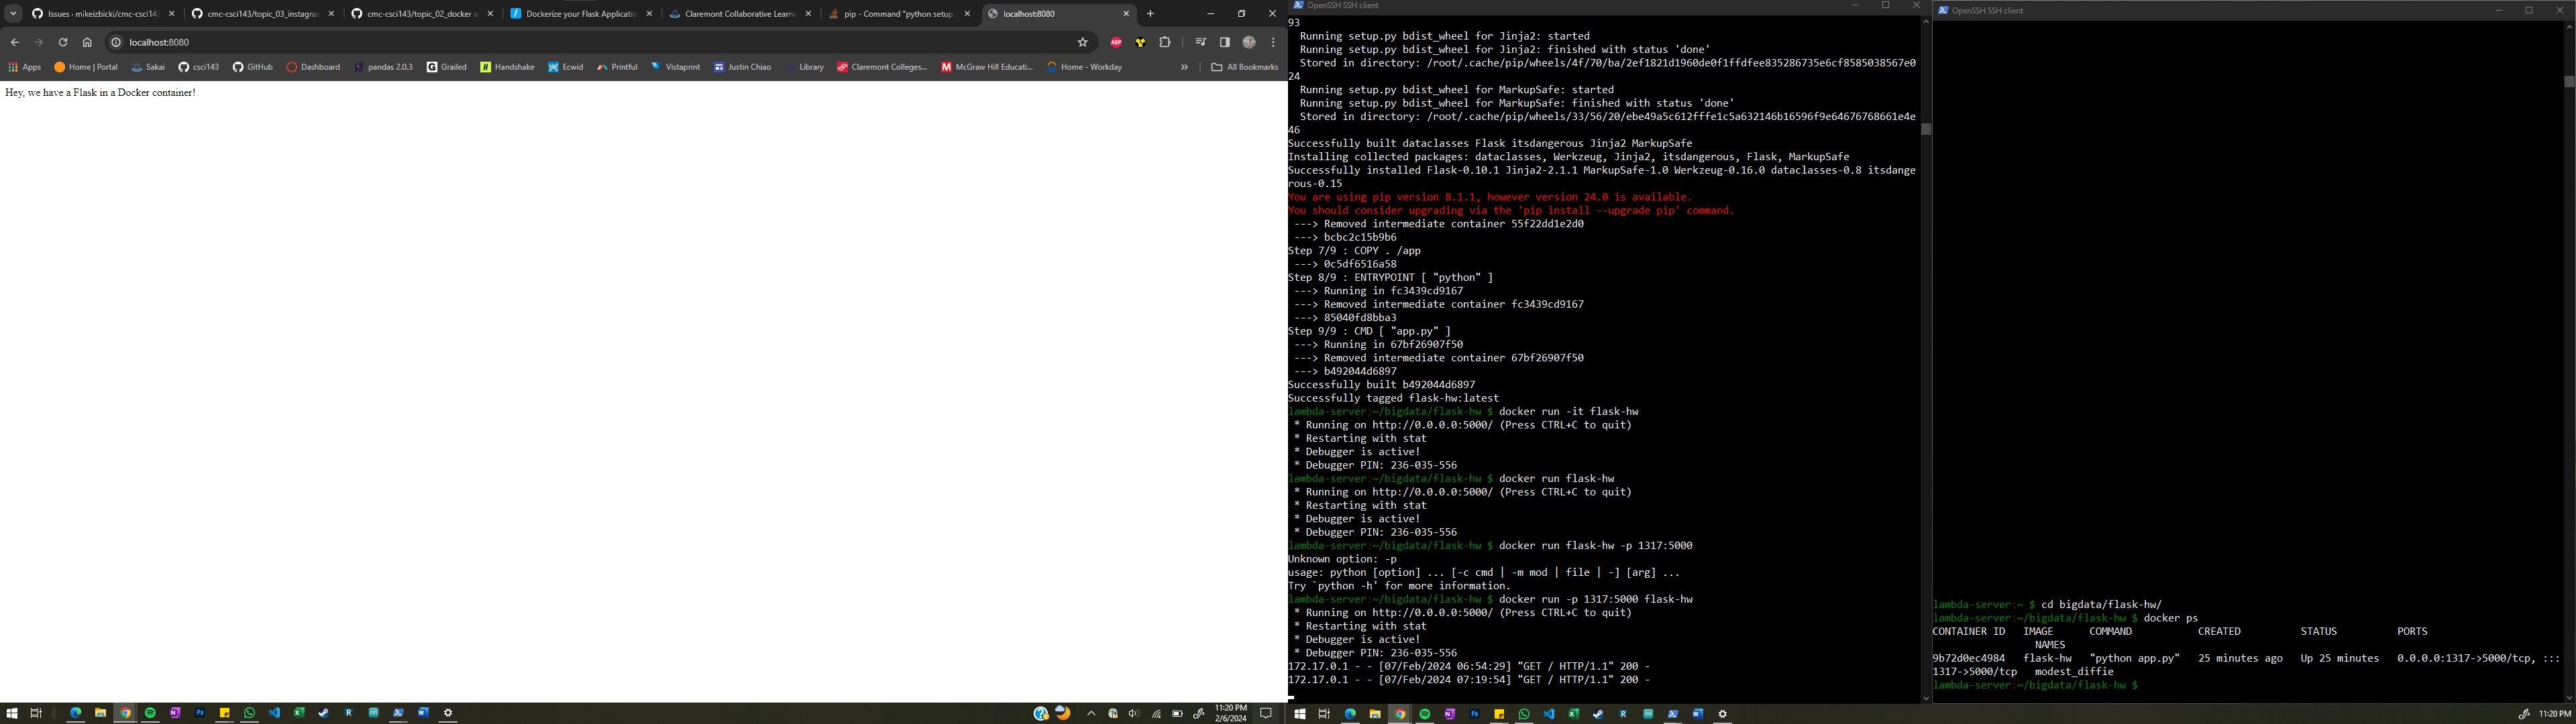 Issues · mikeizbicki/cmc-csci143
cmc-csci143/topic_03_instagram
cmc-csci143/topic_02_docker a
Dockerize your Flask Applicatio
Claremont Collaborative Learni
pip - Command "python setup.
localhost:8080
localhost:8080
Apps
Home | Portal
Sakai
csci143
GitHub
Dashboard
pandas 2.0.3
Grailed
Handshake
Ecwid
Printful
Vistaprint
Justin Chiao
Library
Claremont Colleges...
McGraw Hill Educati...
Home - Workday
»
All Bookmarks
Hey, we have a Flask in a Docker container!
11:20 PM
2/6/2024
OpenSSH SSH client
93
Running setup.py bdist_wheel for Jinja2: started
Running setup.py bdist_wheel for Jinja2: finished with status 'done'
Stored in directory: /root/.cache/pip/wheels/4f/70/ba/2ef1821d1960de0f1ffdfee835286735e6cf8585038567e0
24
Running setup.py bdist_wheel for MarkupSafe: started
Running setup.py bdist_wheel for MarkupSafe: finished with status 'done'
Stored in directory: /root/.cache/pip/wheels/33/56/20/ebe49a5c612fffe1c5a632146b16596f9e64676768661e4e
46
Successfully built dataclasses Flask itsdangerous Jinja2 MarkupSafe
Installing collected packages: dataclasses, Werkzeug, Jinja2, itsdangerous, Flask, MarkupSafe
Successfully installed Flask-0.10.1 Jinja2-2.1.1 MarkupSafe-1.0 Werkzeug-0.16.0 dataclasses-0.8 itsdange
rous-0.15
You are using pip version 8.1.1, however version 24.0 is available.
You should consider upgrading via the 'pip install --upgrade pip' command.
---> Removed intermediate container 55f22dd1e2d0
---> bcbc2c15b9b6
Step 7/9 : COPY . /app
---> 0c5df6516a58
Step 8/9 : ENTRYPOINT [ "python" ]
---> Running in fc3439cd9167
---> Removed intermediate container fc3439cd9167
---> 85040fd8bba3
Step 9/9 : CMD [ "app.py" ]
---> Running in 67bf26907f50
---> Removed intermediate container 67bf26907f50
---> b492044d6897
Successfully built b492044d6897
Successfully tagged flask-hw:latest
lambda-server:~/bigdata/flask-hw $ docker run -it flask-hw
* Running on http://0.0.0.0:5000/ (Press CTRL+C to quit)
* Restarting with stat
* Debugger is active!
* Debugger PIN: 236-035-556
lambda-server:~/bigdata/flask-hw $ docker run flask-hw
* Running on http://0.0.0.0:5000/ (Press CTRL+C to quit)
* Restarting with stat
* Debugger is active!
* Debugger PIN: 236-035-556
lambda-server:~/bigdata/flask-hw $ docker run flask-hw -p 1317:5000
Unknown option: -p
usage: python [option] ... [-c cmd | -m mod | file | -] [arg] ...
Try `python -h' for more information.
lambda-server:~/bigdata/flask-hw $ docker run -p 1317:5000 flask-hw
* Running on http://0.0.0.0:5000/ (Press CTRL+C to quit)
* Restarting with stat
* Debugger is active!
* Debugger PIN: 236-035-556
172.17.0.1 - - [07/Feb/2024 06:54:29] "GET / HTTP/1.1" 200 -
172.17.0.1 - - [07/Feb/2024 07:19:54] "GET / HTTP/1.1" 200 -
OpenSSH SSH client
lambda-server:~ $ cd bigdata/flask-hw/
lambda-server:~/bigdata/flask-hw $ docker ps
CONTAINER ID IMAGE COMMAND CREATED STATUS PORTS
NAMES
9b72d0ec4984 flask-hw "python app.py" 25 minutes ago Up 25 minutes 0.0.0.0:1317->5000/tcp, :::
1317->5000/tcp modest_diffie
lambda-server:~/bigdata/flask-hw $
11:20 PM